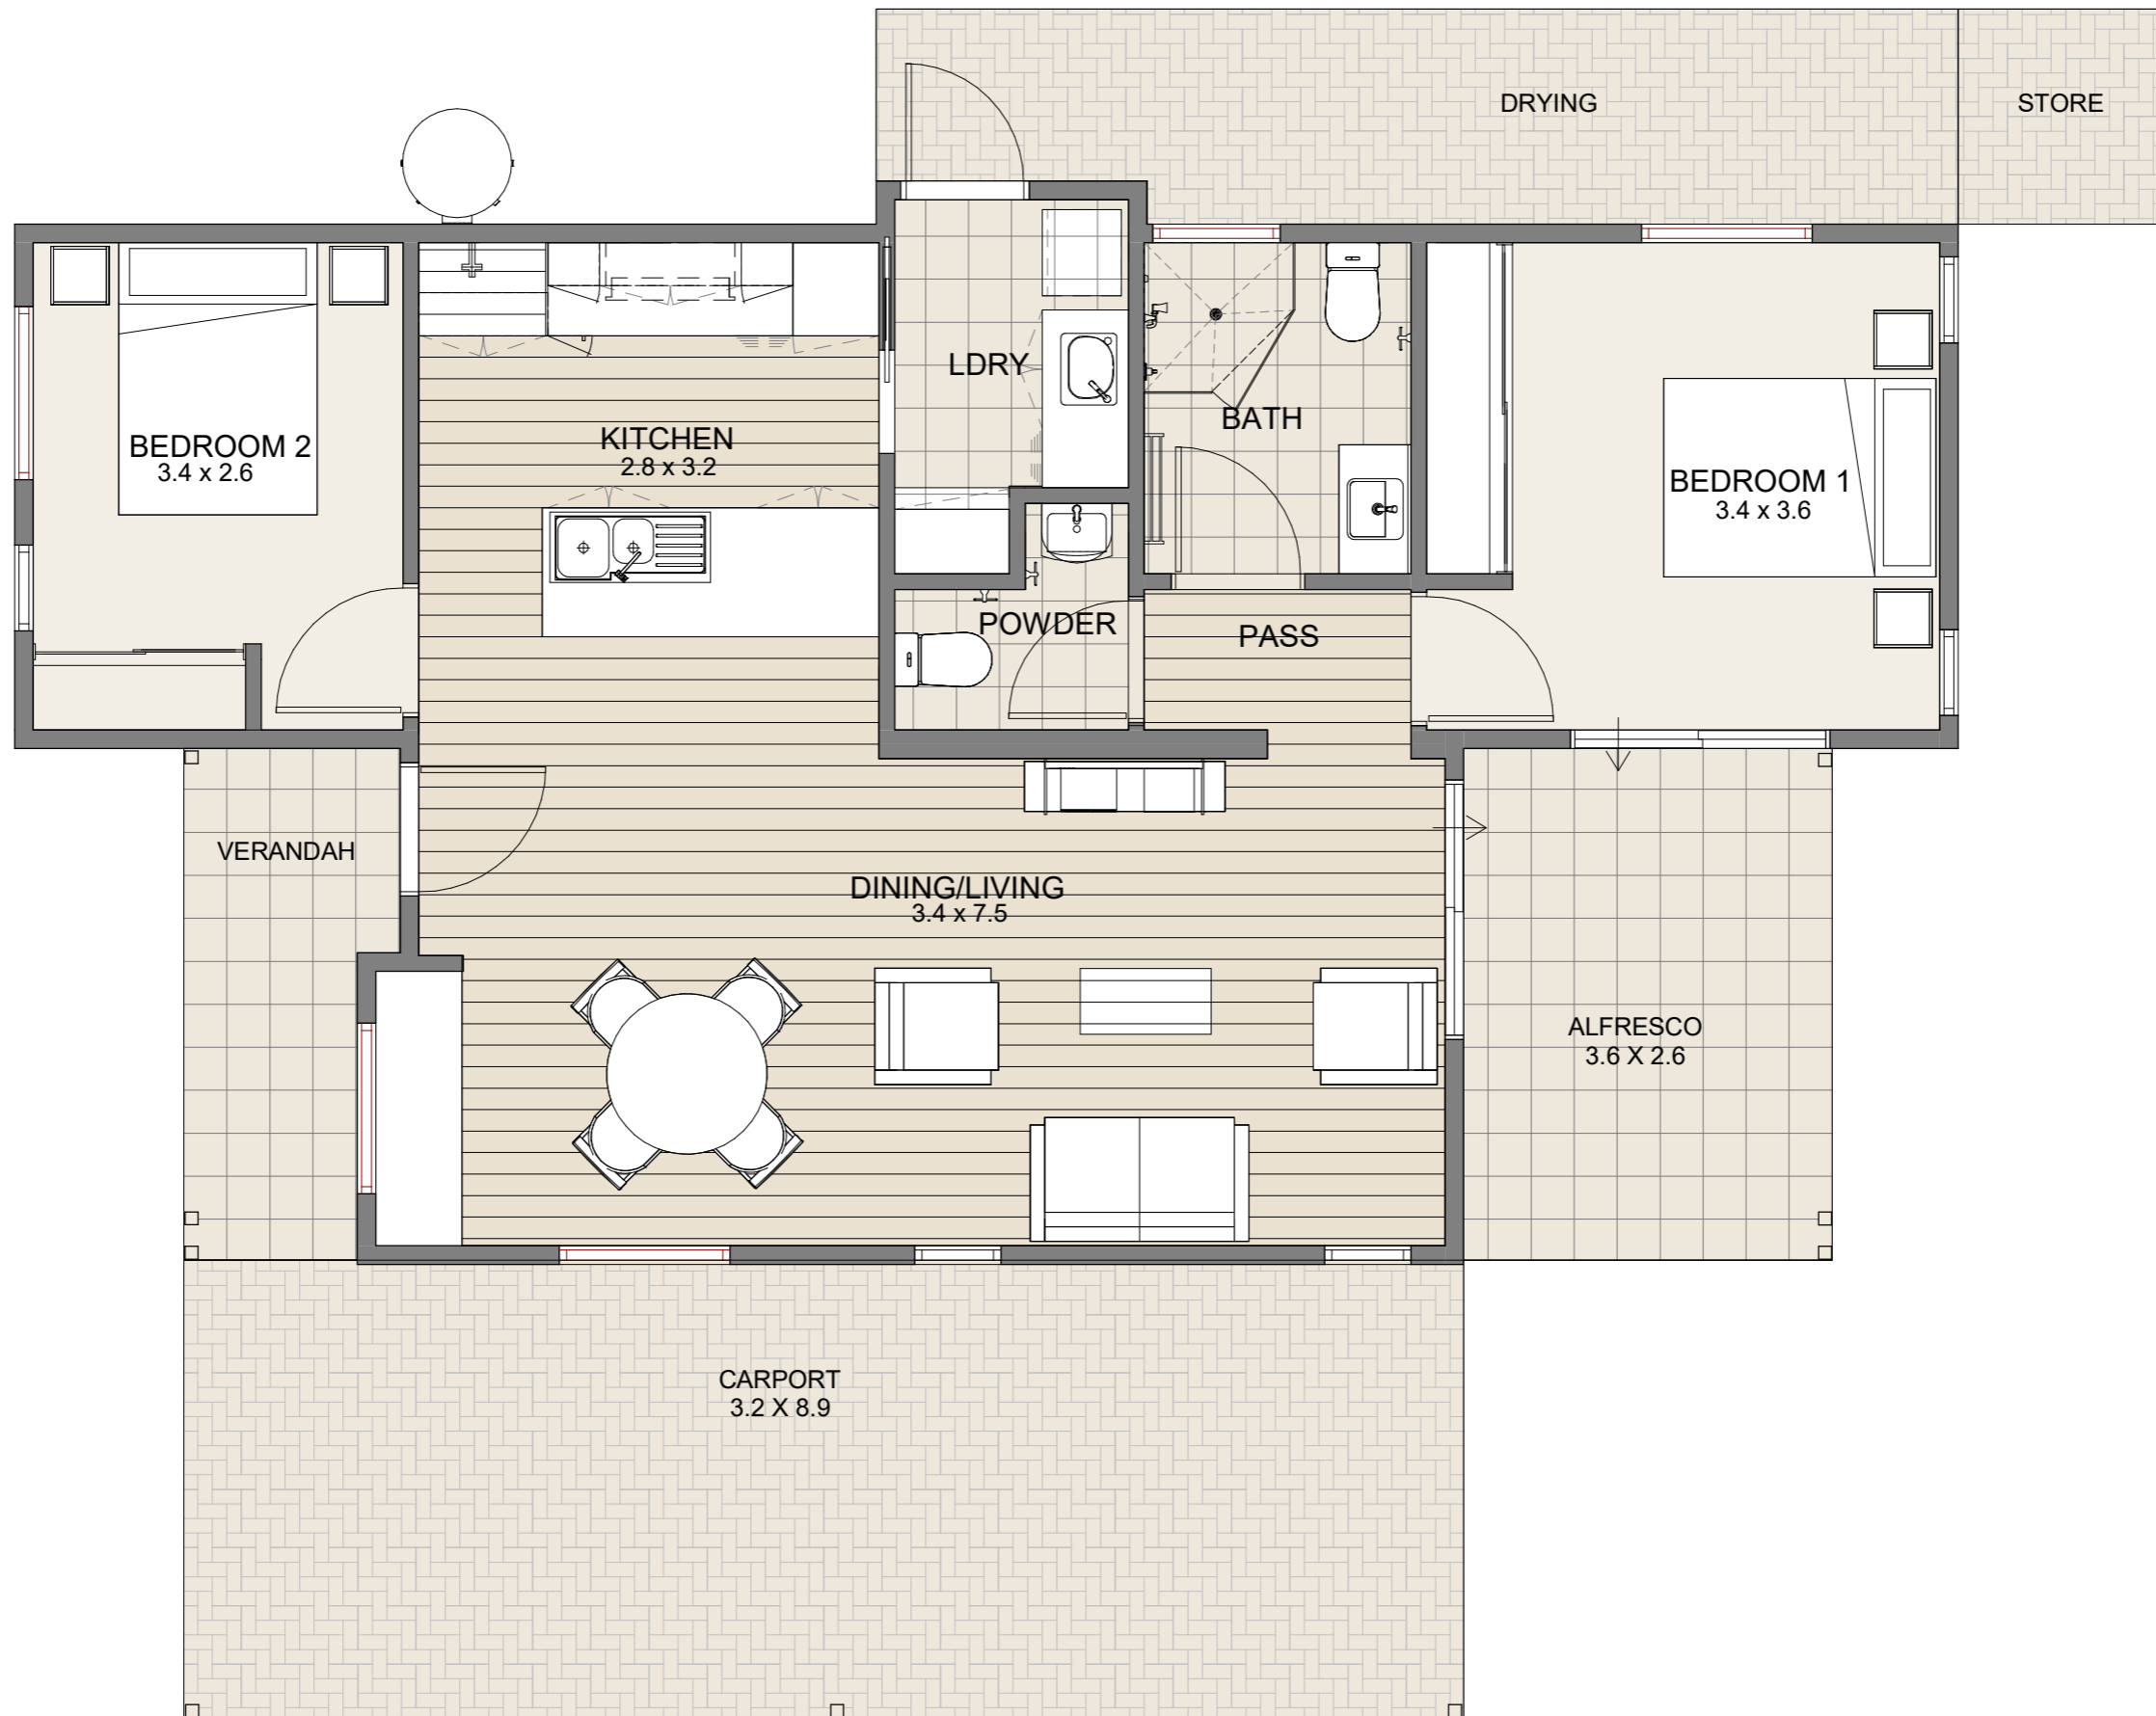 DRYING
STORE
LDRY
BATH
KITCHEN
2.8 x 3.2
BEDROOM 2
3.4 x 2.6
BEDROOM 1
3.4 x 3.6
POWDER
PASS
VERANDAH
DINING/LIVING
3.4 x 7.5
ALFRESCO
3.6 X 2.6
CARPORT
3.2 X 8.9